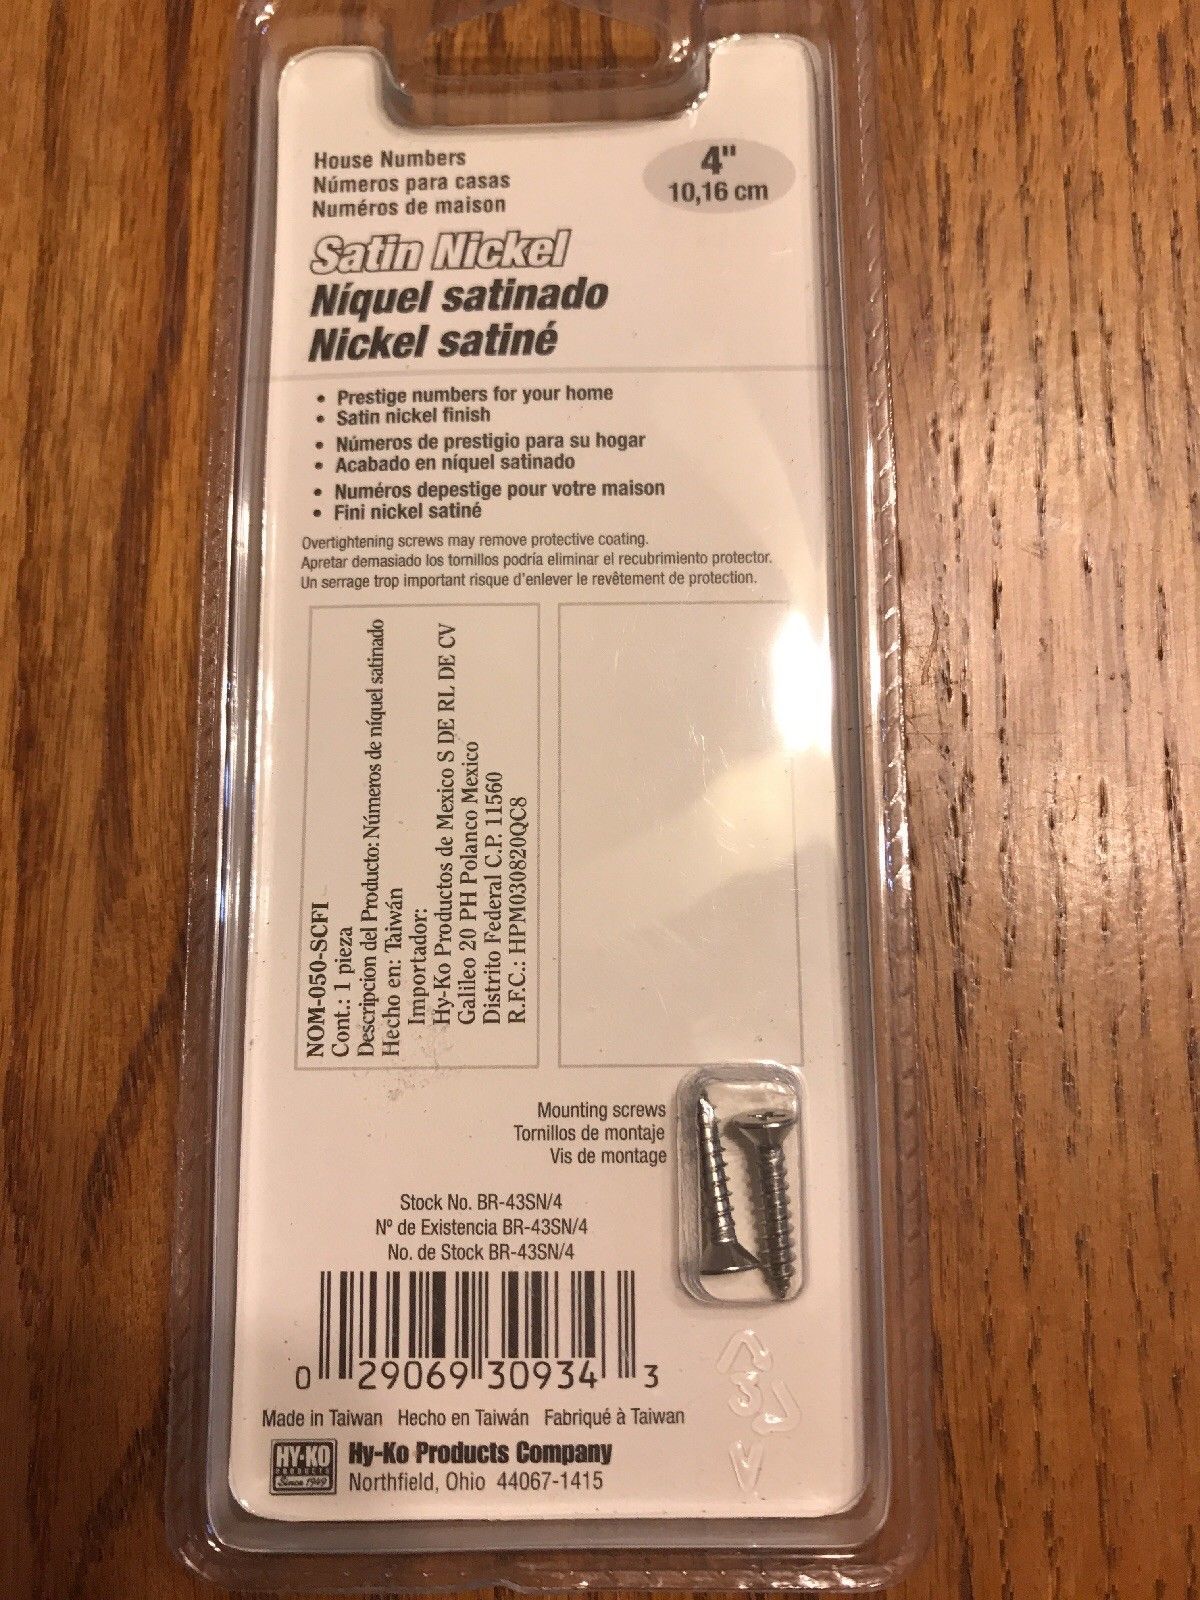 House Numbers
Números para casas
Numéros de maison
4"
10,16 cm
Satin Nickel
Níquel satinado
Nickel satiné
• Prestige numbers for your home
• Satin nickel finish
• Números de prestigio para su hogar
• Acabado en níquel satinado
• Numéros depestige pour votre maison
• Fini nickel satiné
Overtightening screws may remove protective coating.
Apretar demasiado los tornillos podría eliminar el recubrimiento protector.
Un serrage trop important risque d'enlever le revêtement de protection.
NOM-050-SCFI
Cont.: 1 pieza
Descripcion del Producto: Números de níquel satinado
Hecho en: Taiwán
Importador:
Hy-Ko Productos de Mexico S DE RL DE CV
Galileo 20 PH Polanco Mexico
Distrito Federal C.P. 11560
R.F.C.: HPM030820QC8
Mounting screws
Tornillos de montaje
Vis de montage
Stock No. BR-43SN/4
Nº de Existencia BR-43SN/4
No. de Stock BR-43SN/4
0 29069 30934 3
Made in Taiwan Hecho en Taiwán Fabriqué à Taiwan
HY-KO
PRODUCTS
Since 1949
Hy-Ko Products Company
Northfield, Ohio 44067-1415
3
V